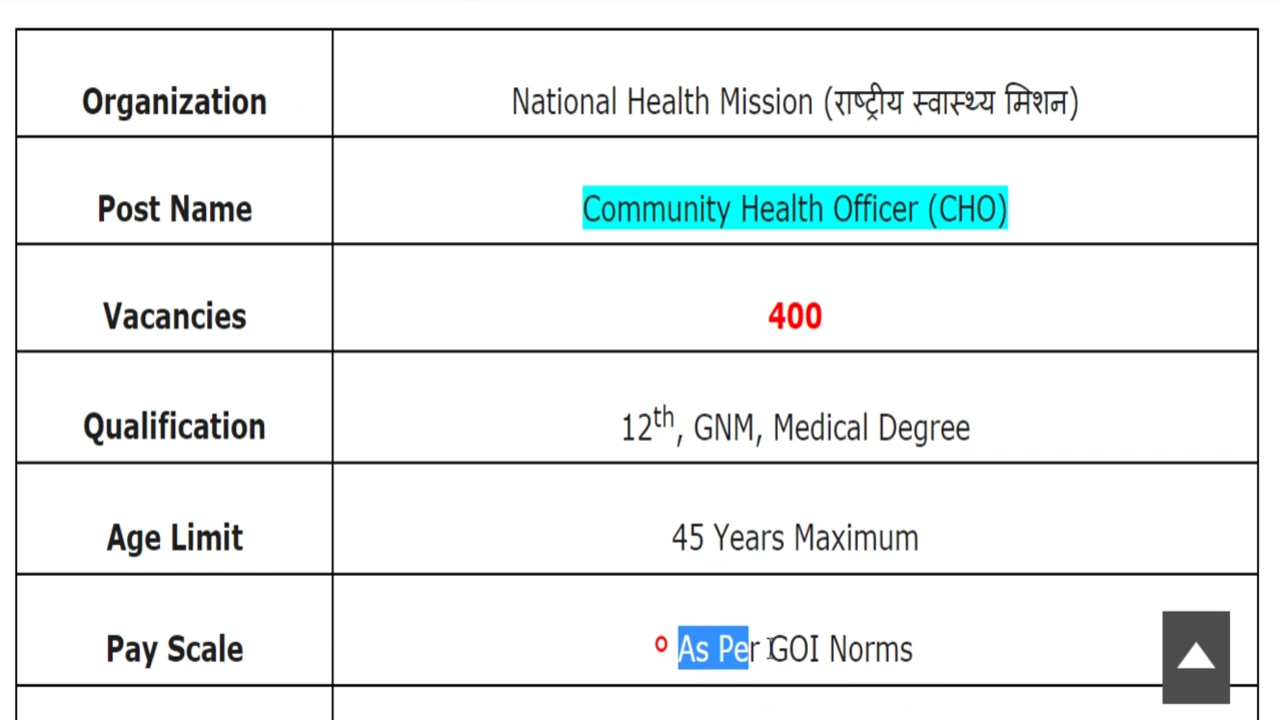 Organization
National Health Mission (राष्ट्रीय स्वास्थ्य मिशन)
Post Name
Community Health Officer (CHO)
Vacancies
400
Qualification
12th, GNM, Medical Degree
Age Limit
45 Years Maximum
Pay Scale
As Per GOI Norms